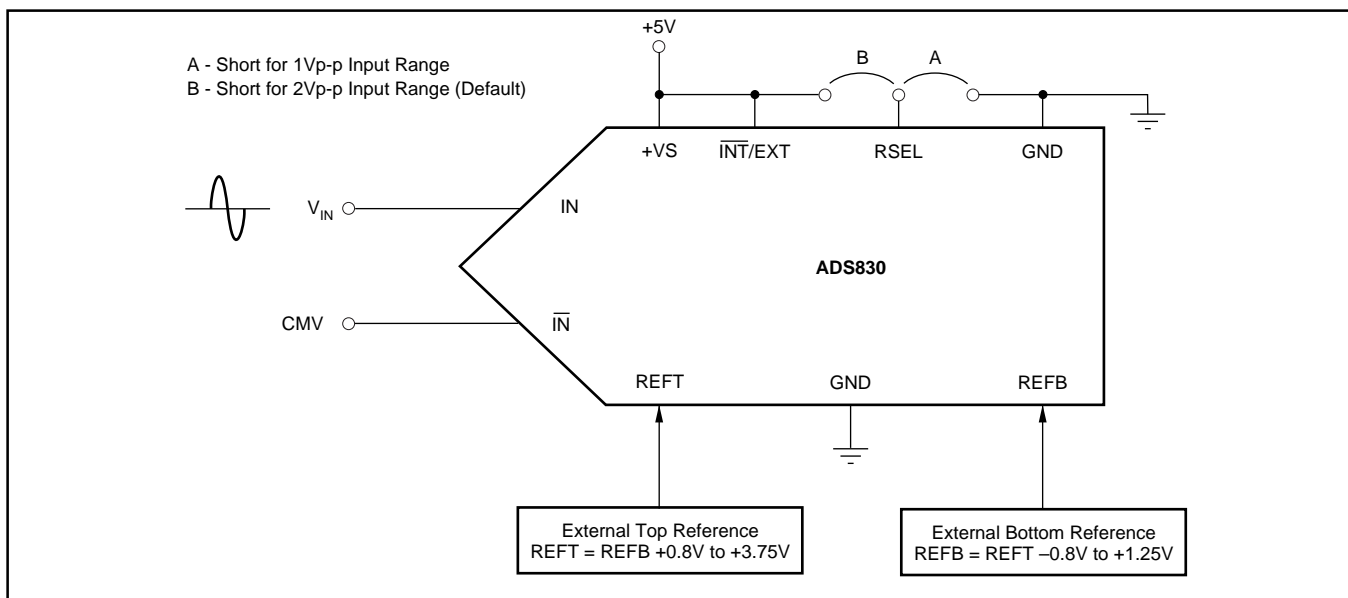 +5V
A - Short for 1Vp-p Input Range
B - Short for 2Vp-p Input Range (Default)
B
A
+VS
INT/EXT
RSEL
GND
VIN
IN
ADS830
CMV
IN
REFT
GND
REFB
External Top Reference
REFT = REFB +0.8V to +3.75V
External Bottom Reference
REFB = REFT –0.8V to +1.25V